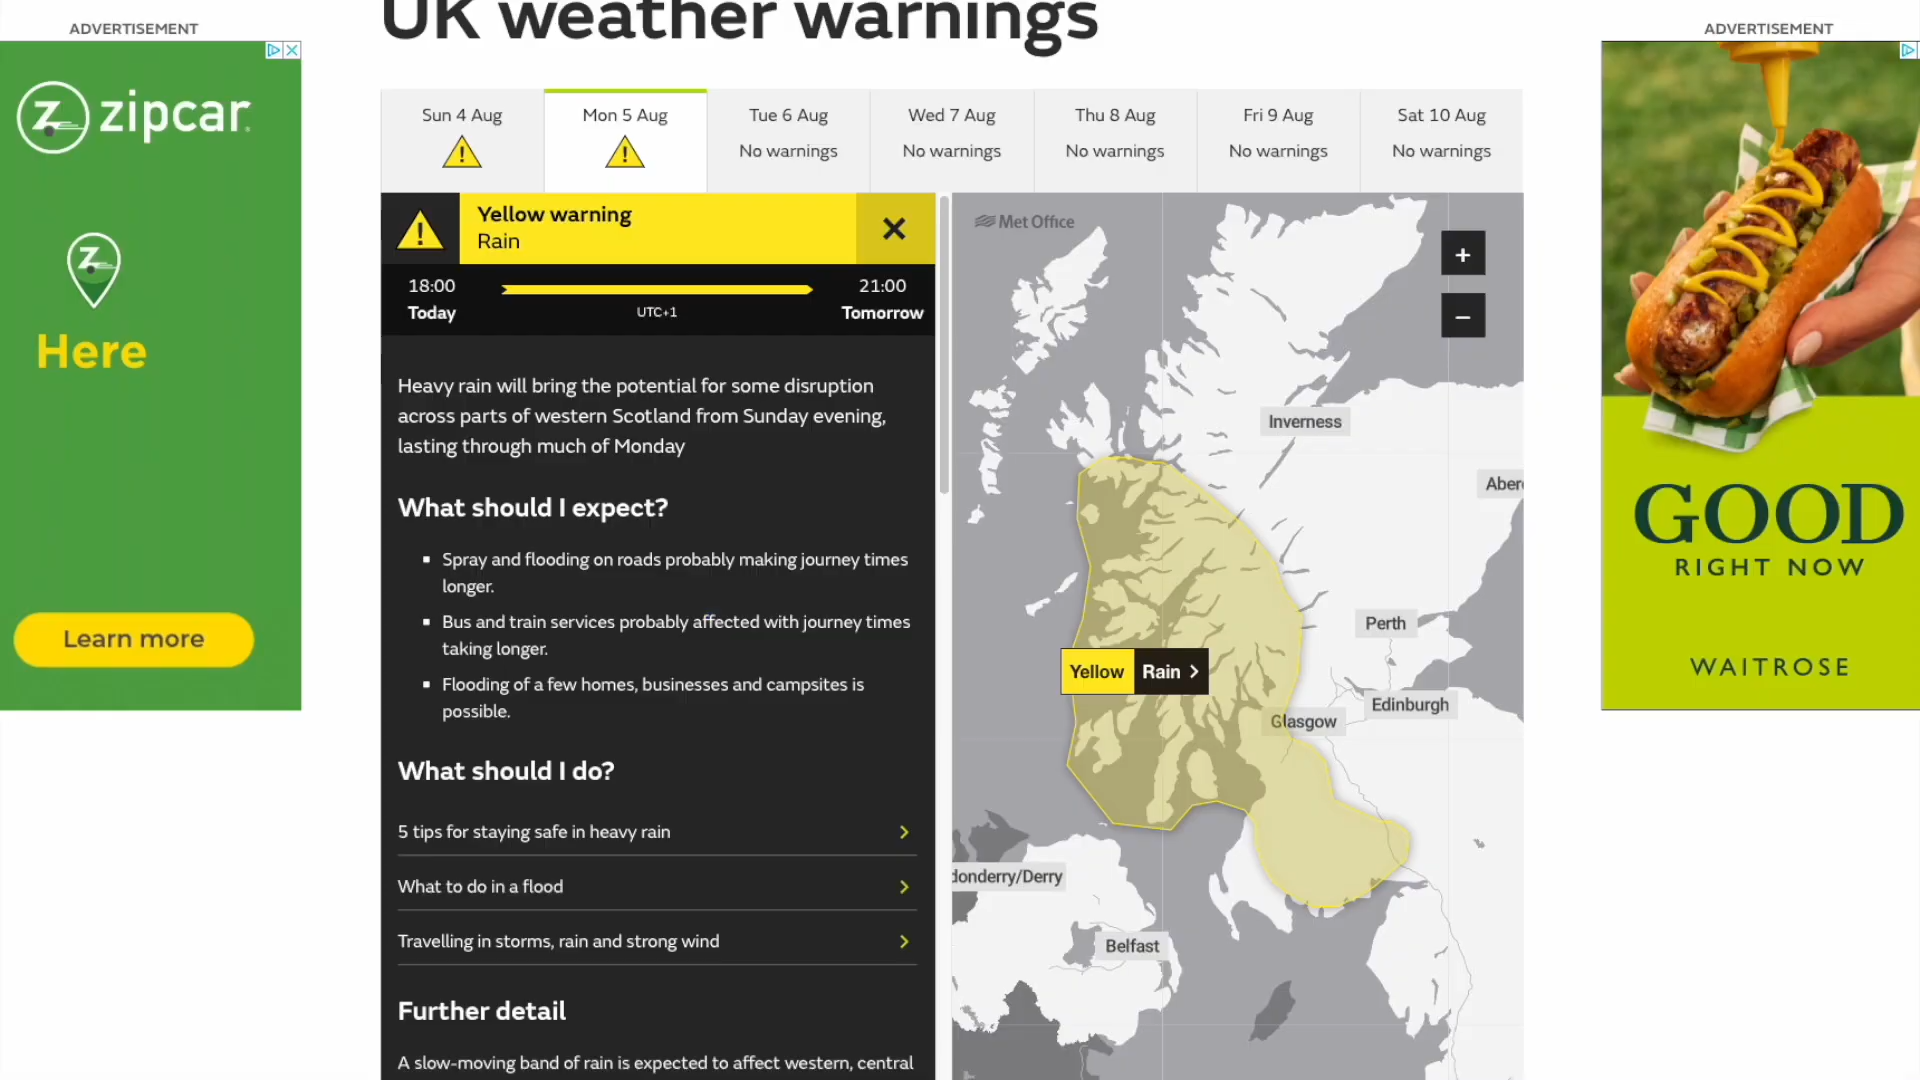 UK weather warnings
ADVERTISEMENT
zipcar
Here
Learn more
Sun 4 Aug
Mon 5 Aug
Tue 6 Aug
No warnings
Wed 7 Aug
No warnings
Thu 8 Aug
No warnings
Fri 9 Aug
No warnings
Sat 10 Aug
No warnings
Yellow warning
Rain
18:00
Today
UTC+1
21:00
Tomorrow
Heavy rain will bring the potential for some disruption
across parts of western Scotland from Sunday evening,
lasting through much of Monday
What should I expect?
Spray and flooding on roads probably making journey times
longer.
Bus and train services probably affected with journey times
taking longer.
Flooding of a few homes, businesses and campsites is
possible.
What should I do?
5 tips for staying safe in heavy rain
What to do in a flood
Travelling in storms, rain and strong wind
Further detail
A slow-moving band of rain is expected to affect western, central
Met Office
+
−
Inverness
Aber
Perth
Yellow Rain
Edinburgh
Glasgow
donderry/Derry
Belfast
ADVERTISEMENT
GOOD
RIGHT NOW
WAITROSE